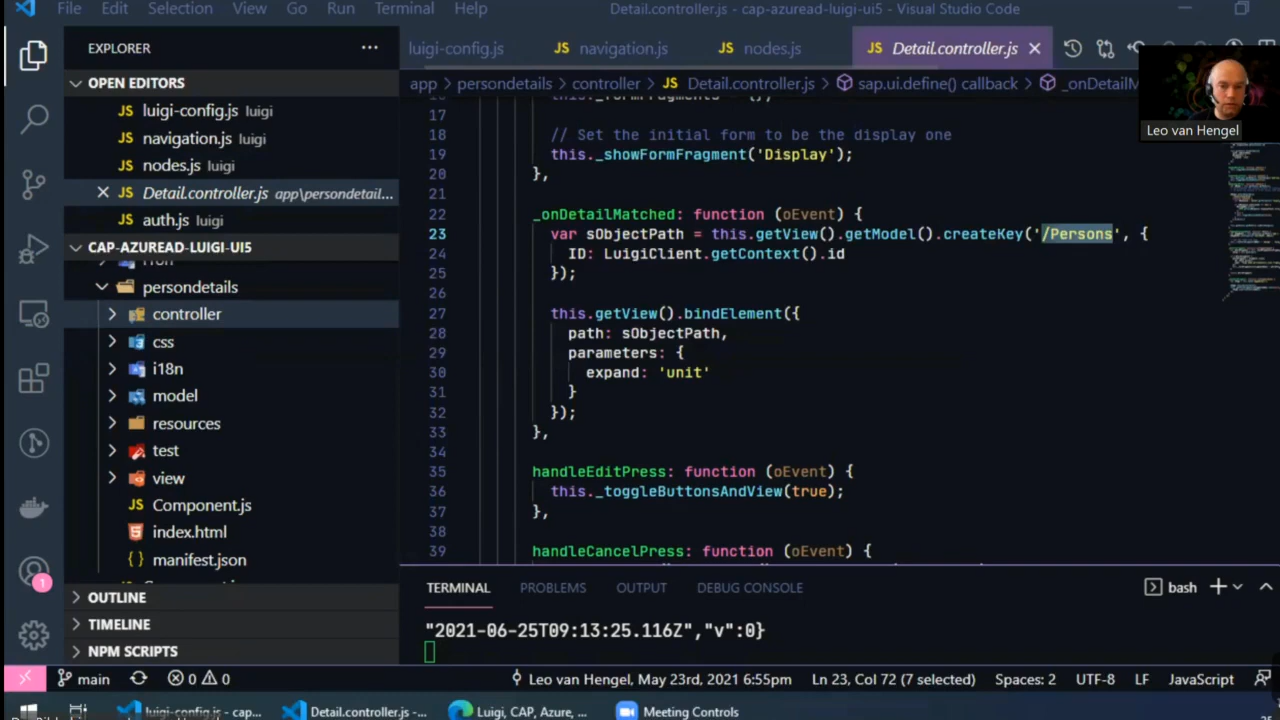 File Edit Selection View Go Run Terminal Help Detail.controller.js - cap-azuread-luigi-ui5 - Visual Studio Code
EXPLORER ...
luigi-config.js JS navigation.js JS nodes.js JS Detail.controller.js
OPEN EDITORS
JS luigi-config.js luigi
JS navigation.js luigi
JS nodes.js luigi
JS Detail.controller.js app\persondetail...
JS auth.js luigi
CAP-AZUREAD-LUIGI-UI5
i18n
persondetails
controller
css
i18n
model
resources
test
view
JS Component.js
index.html
{} manifest.json
OUTLINE
TIMELINE
NPM SCRIPTS
app > persondetails > controller > JS Detail.controller.js > sap.ui.define() callback > _onDetailM
Leo van Hengel
16 this._formFragments = {};
17
18 // Set the initial form to be the display one
19 this._showFormFragment('Display');
20 },
21
22 _onDetailMatched: function (oEvent) {
23 var sObjectPath = this.getView().getModel().createKey('/Persons', {
24 ID: LuigiClient.getContext().id
25 });
26
27 this.getView().bindElement({
28 path: sObjectPath,
29 parameters: {
30 expand: 'unit'
31 }
32 });
33 },
34
35 handleEditPress: function (oEvent) {
36 this._toggleButtonsAndView(true);
37 },
38
39 handleCancelPress: function (oEvent) {
TERMINAL PROBLEMS OUTPUT DEBUG CONSOLE bash
"2021-06-25T09:13:25.116Z","v":0}
1
main 0 0 Leo van Hengel, May 23rd, 2021 6:55pm Ln 23, Col 72 (7 selected) Spaces: 2 UTF-8 LF JavaScript
luigi-config.js - cap... Detail.controller.js -... Luigi, CAP, Azure, ... Meeting Controls